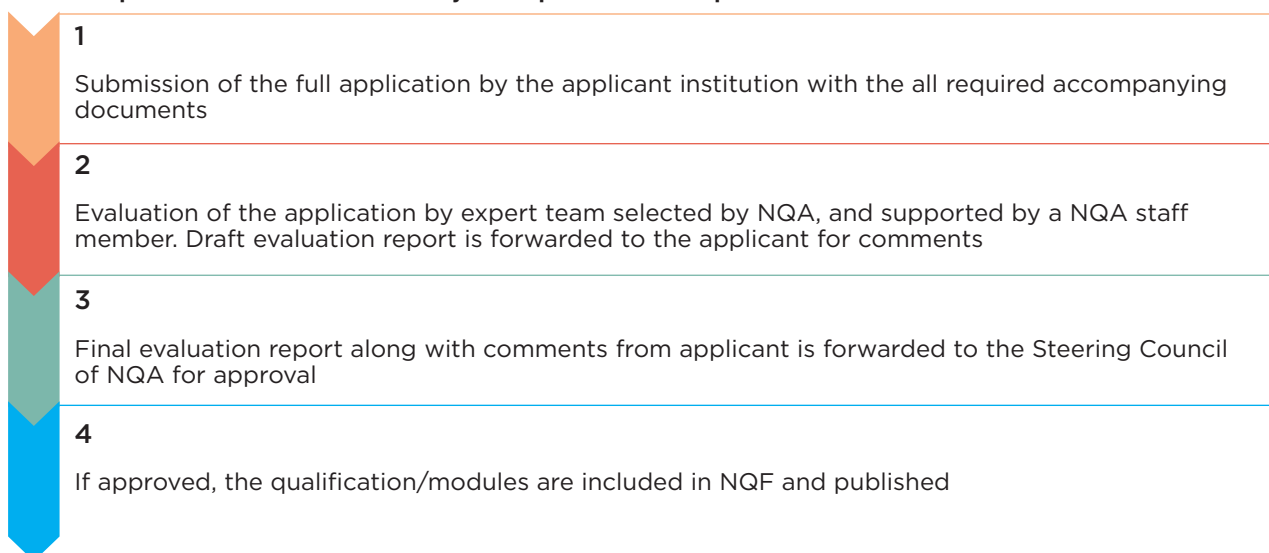 1
Submission of the full application by the applicant institution with the all required accompanying
documents
2
Evaluation of the application by expert team selected by NQA, and supported by a NQA staff
member. Draft evaluation report is forwarded to the applicant for comments
3
Final evaluation report along with comments from applicant is forwarded to the Steering Council
of NQA for approval
4
If approved, the qualification/modules are included in NQF and published